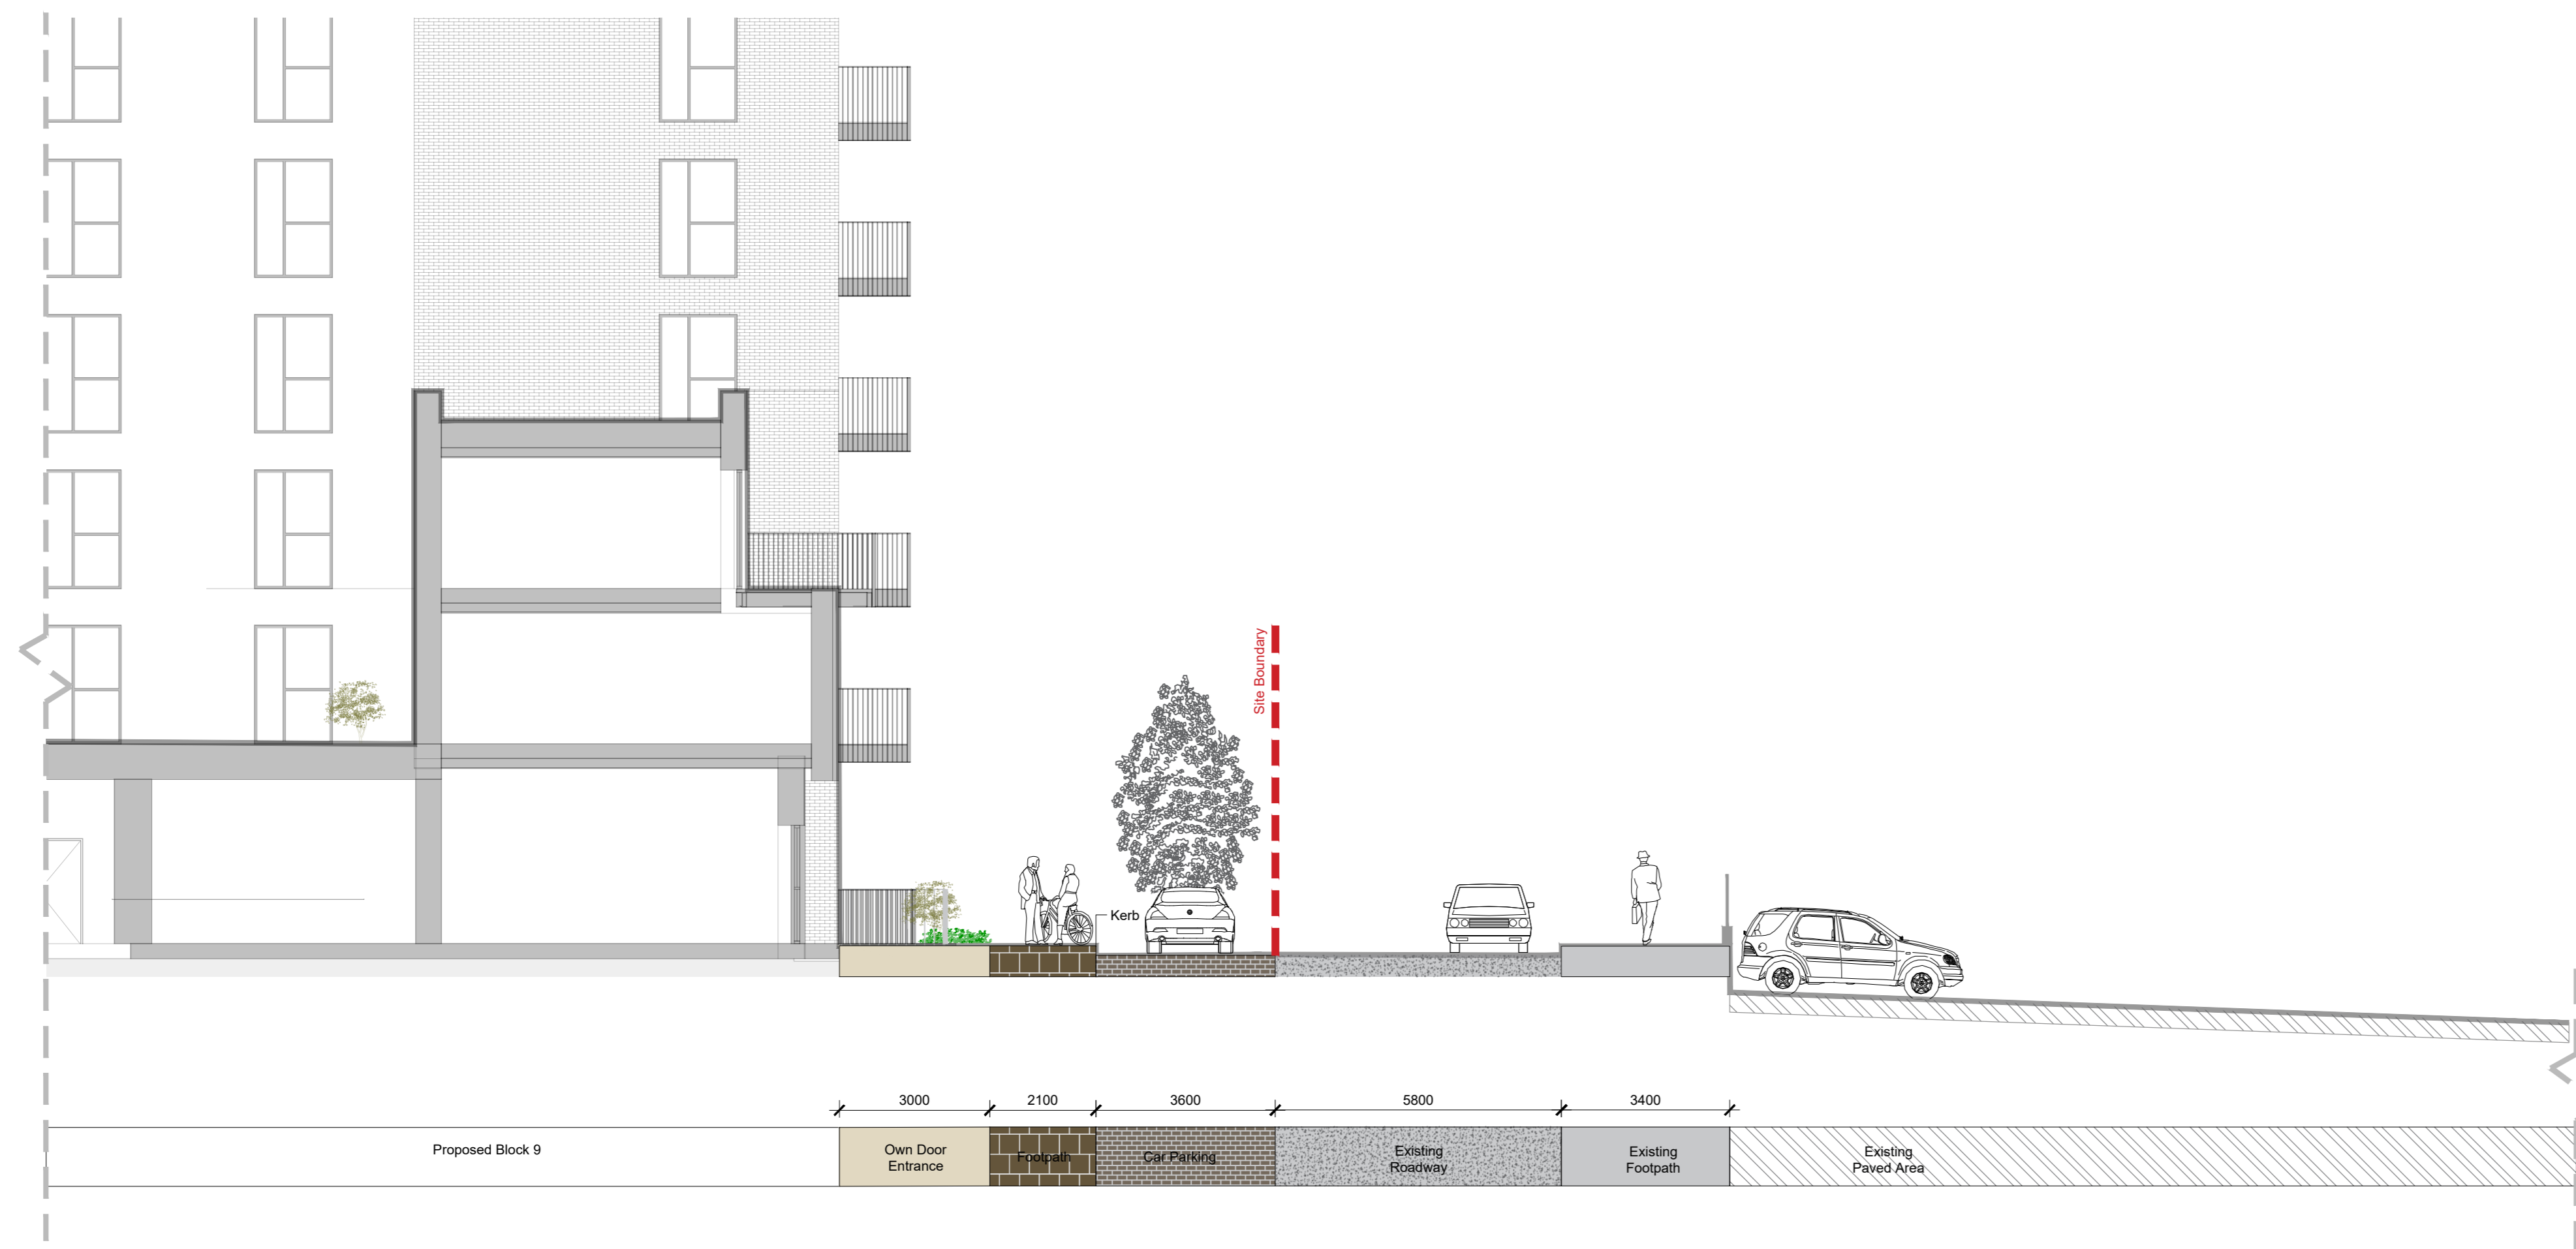 Site Boundary
Kerb
3000
2100
3600
5800
3400
Proposed Block 9
Own Door
Entrance
Footpath
Car Parking
Existing
Roadway
Existing
Footpath
Existing
Paved Area